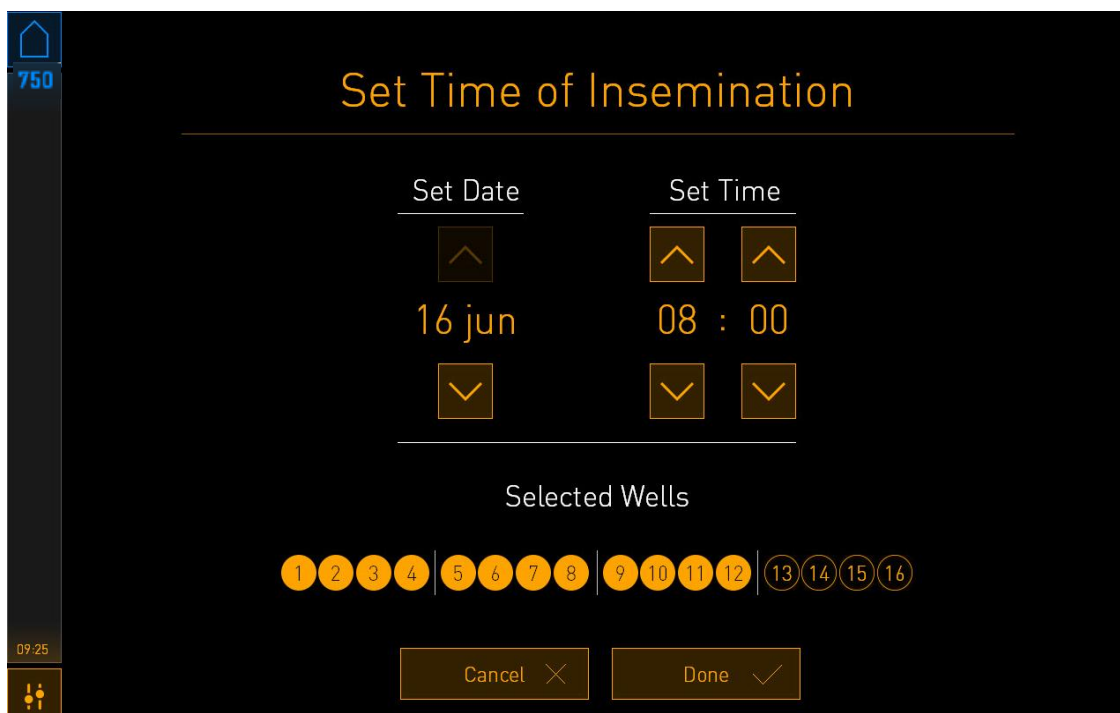 750
Set Time of Insemination
Set Date Set Time
16 jun 08 : 00
Selected Wells
1 2 3 4 5 6 7 8 9 10 11 12 13 14 15 16
09:25
Cancel Done